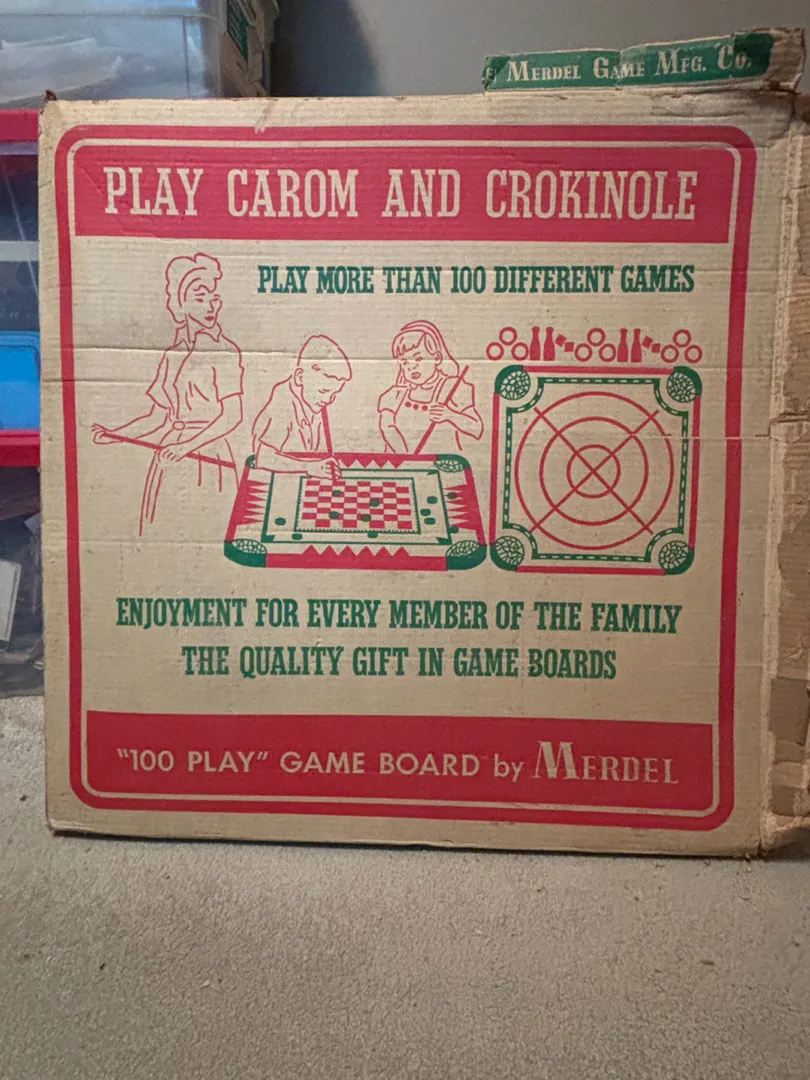 MERDEL GAME MFG. CO.
PLAY CAROM AND CROKINOLE
PLAY MORE THAN 100 DIFFERENT GAMES
ENJOYMENT FOR EVERY MEMBER OF THE FAMILY
THE QUALITY GIFT IN GAME BOARDS
"100 PLAY" GAME BOARD by MERDEL